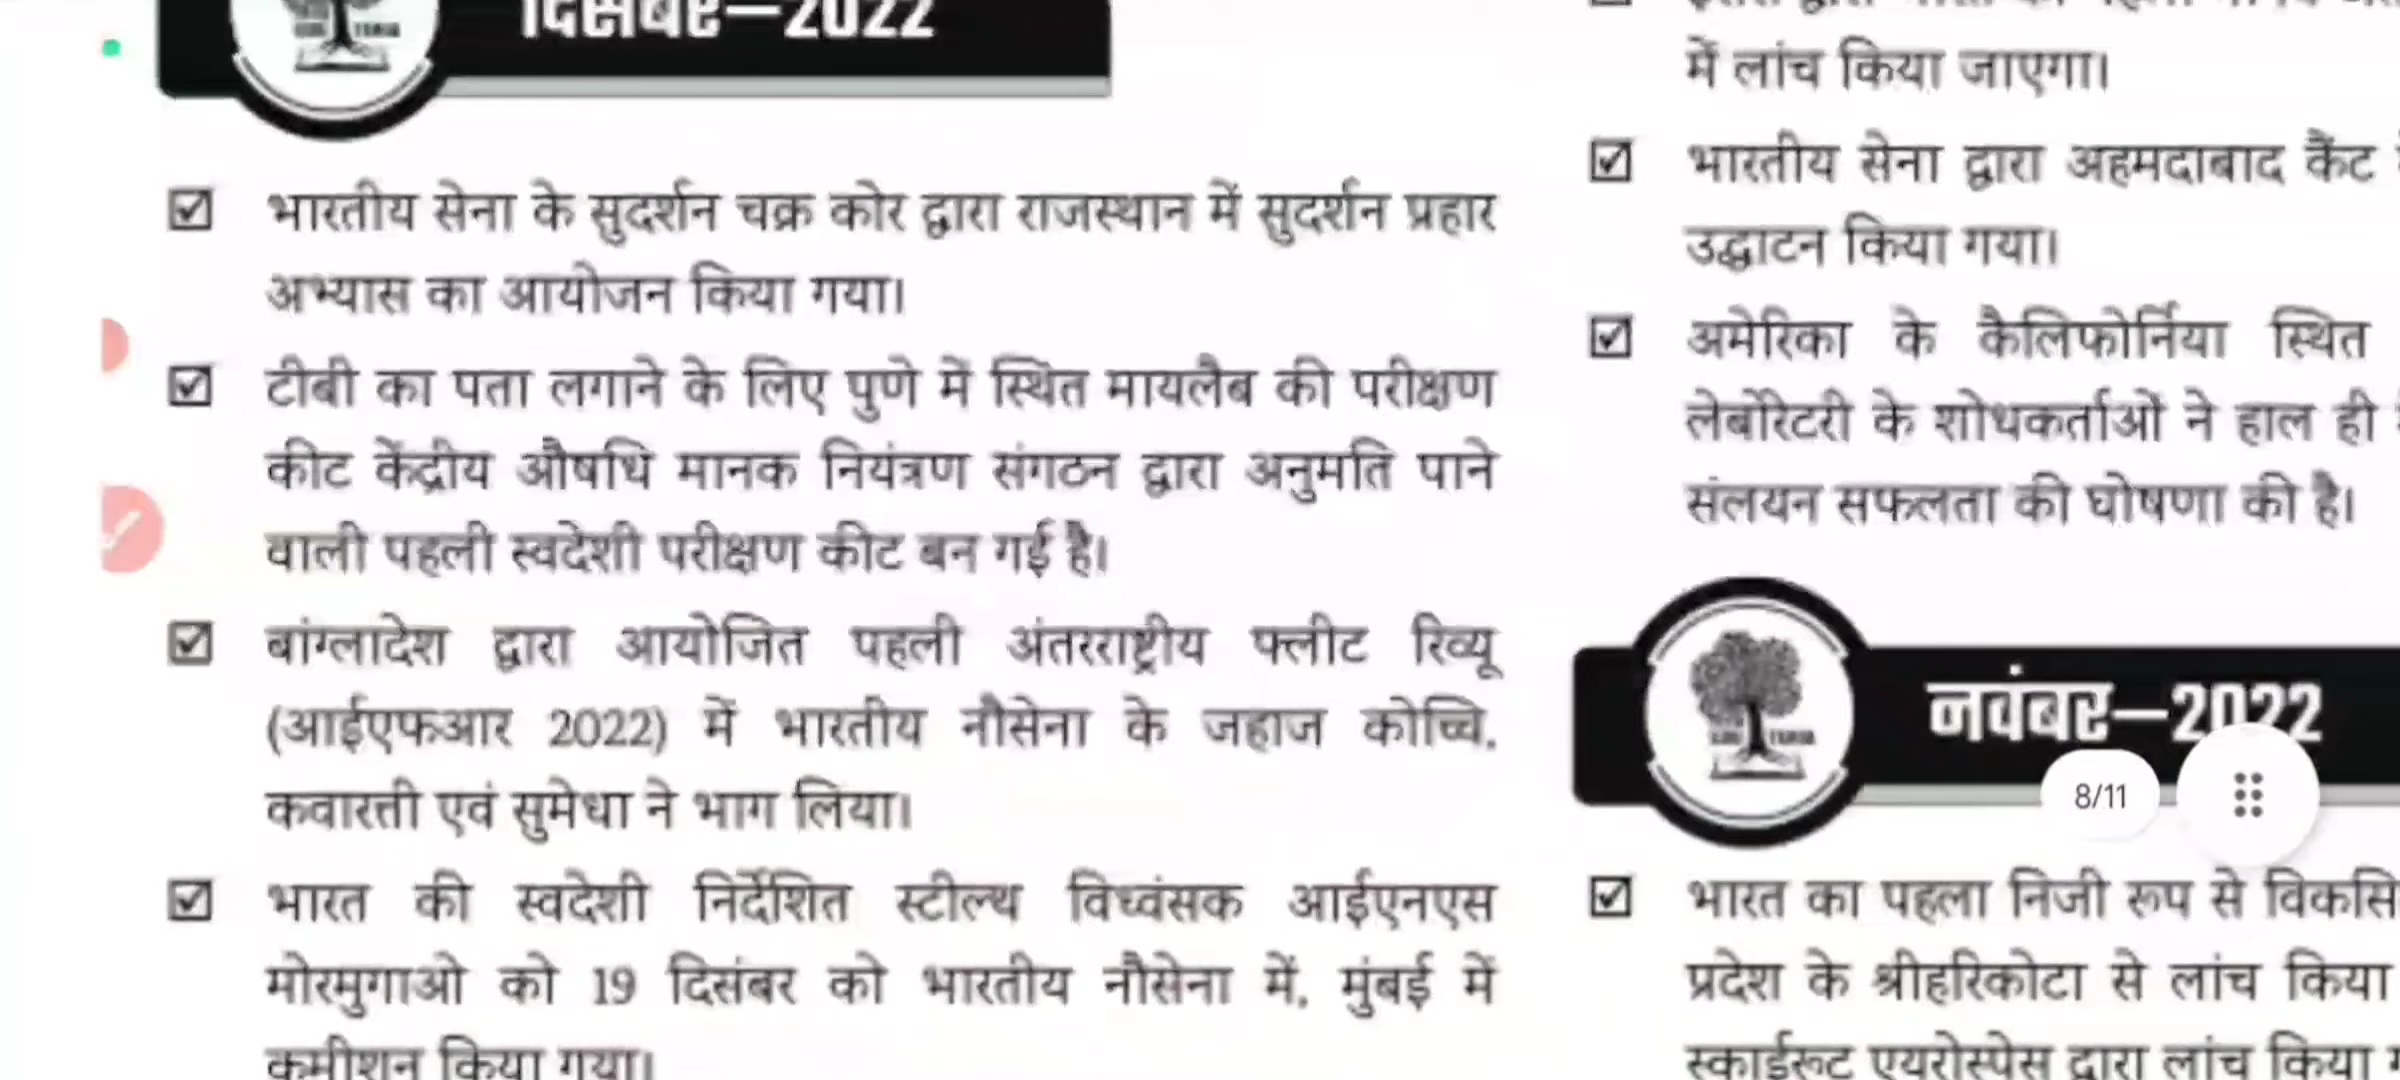 दिसंबर—2022
भारतीय सेना के सुदर्शन चक्र कोर द्वारा राजस्थान में सुदर्शन प्रहार
अभ्यास का आयोजन किया गया।
टीबी का पता लगाने के लिए पुणे में स्थित मायलैब की परीक्षण
कीट केंद्रीय औषधि मानक नियंत्रण संगठन द्वारा अनुमति पाने
वाली पहली स्वदेशी परीक्षण कीट बन गई है।
बांग्लादेश द्वारा आयोजित पहली अंतरराष्ट्रीय फ्लीट रिव्यू
(आईएफआर 2022) में भारतीय नौसेना के जहाज कोच्चि,
कवारत्ती एवं सुमेधा ने भाग लिया।
भारत की स्वदेशी निर्देशित स्टील्थ विध्वंसक आईएनएस
मोरमुगाओ को 19 दिसंबर को भारतीय नौसेना में, मुंबई में
कमीशन किया गया।
में लांच किया जाएगा।
भारतीय सेना द्वारा अहमदाबाद कैंट
उद्घाटन किया गया।
अमेरिका के कैलिफोर्निया स्थित
लेबोरेटरी के शोधकर्ताओं ने हाल ही
संलयन सफलता की घोषणा की है।
नवंबर—2022
8/11
भारत का पहला निजी रूप से विकसि
प्रदेश के श्रीहरिकोटा से लांच किया
स्काईरूट एयरोस्पेस द्वारा लांच किया